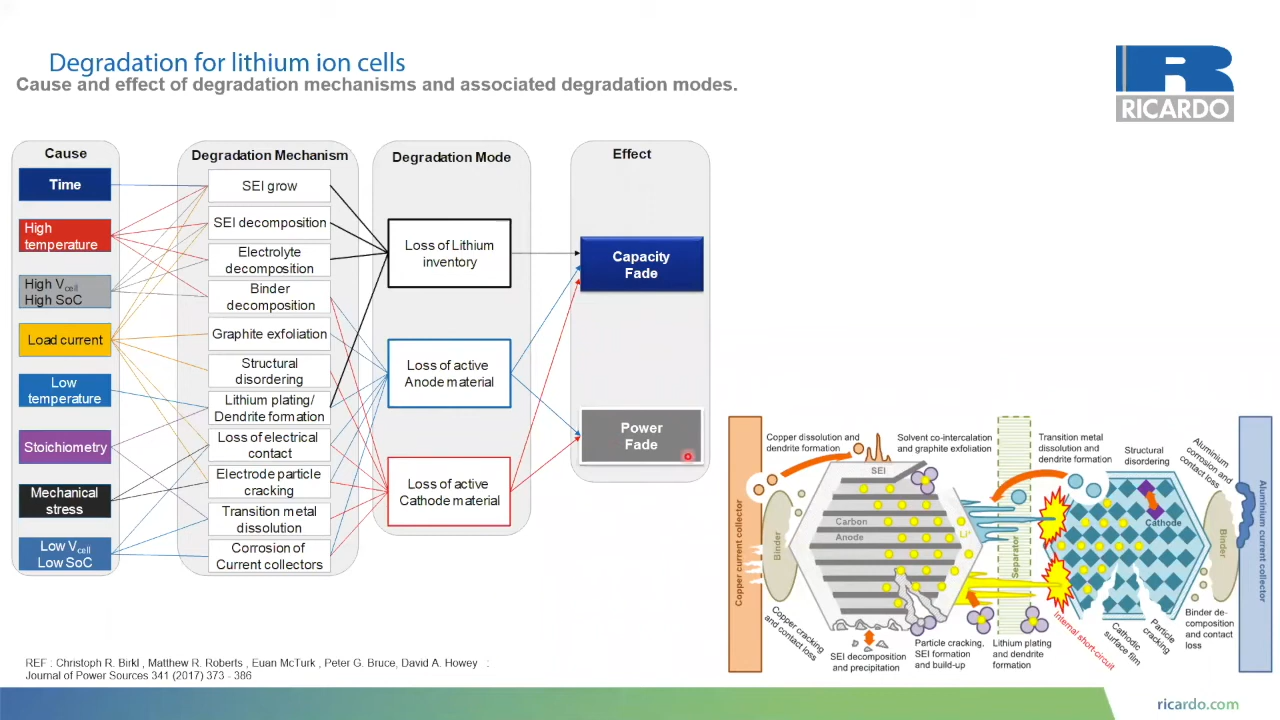 Degradation for lithium ion cells
Cause and effect of degradation mechanisms and associated degradation modes.
RICARDO
Cause
Time
High
temperature
High Vcell
High SoC
Load current
Low
temperature
Stoichiometry
Mechanical
stress
Low Vcell
Low SoC
Degradation Mechanism
SEI grow
SEI decomposition
Electrolyte
decomposition
Binder
decomposition
Graphite exfoliation
Structural
disordering
Lithium plating/
Dendrite formation
Loss of electrical
contact
Electrode particle
cracking
Transition metal
dissolution
Corrosion of
Current collectors
Degradation Mode
Loss of Lithium
inventory
Loss of active
Anode material
Loss of active
Cathode material
Effect
Capacity
Fade
Power
Fade
Copper dissolution and
dendrite formation
Solvent co-intercalation
and graphite exfoliation
Transition metal
dissolution and
dendrite formation
Structural
disordering
Aluminium
corrosion and
contact loss
Copper current collector
Binder
SEI
Carbon
Anode
Li+
Separator
Cathode
Binder
Aluminium current collector
Copper cracking
and contact loss
SEI decomposition
and precipitation
Particle cracking,
SEI formation
and build-up
Lithium plating
and dendrite
formation
Internal short-circuit
Cathodic
surface film
Particle
cracking
Binder de-
composition
and contact
loss
REF : Christoph R. Birkl , Matthew R. Roberts , Euan McTurk , Peter G. Bruce, David A. Howey :
Journal of Power Sources 341 (2017) 373 - 386
ricardo.com